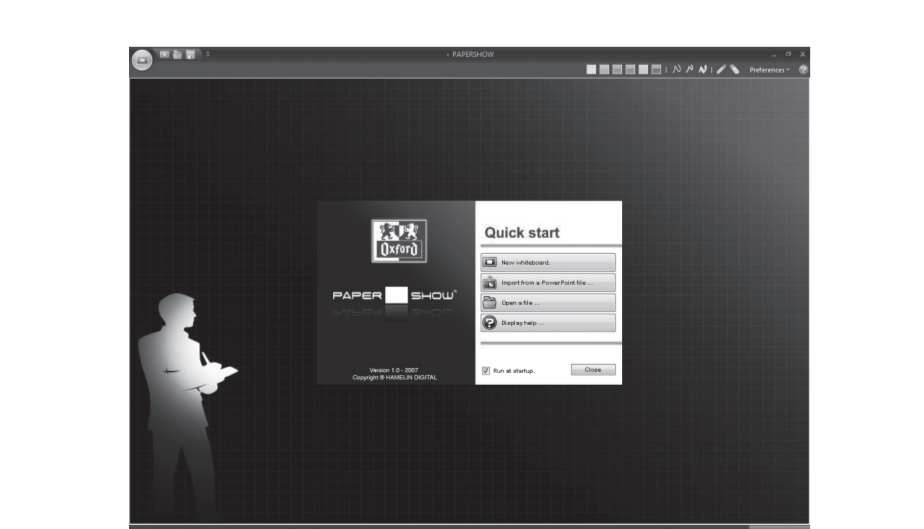 - PAPERSHOW
Preferences
Oxford
PAPER SHOW®
Version 1.0 - 2007
Copyright © HAMELIN DIGITAL
Quick start
New whiteboard.
Import from a PowerPoint file ...
Open a file ...
Display help ...
Run at startup.
Close